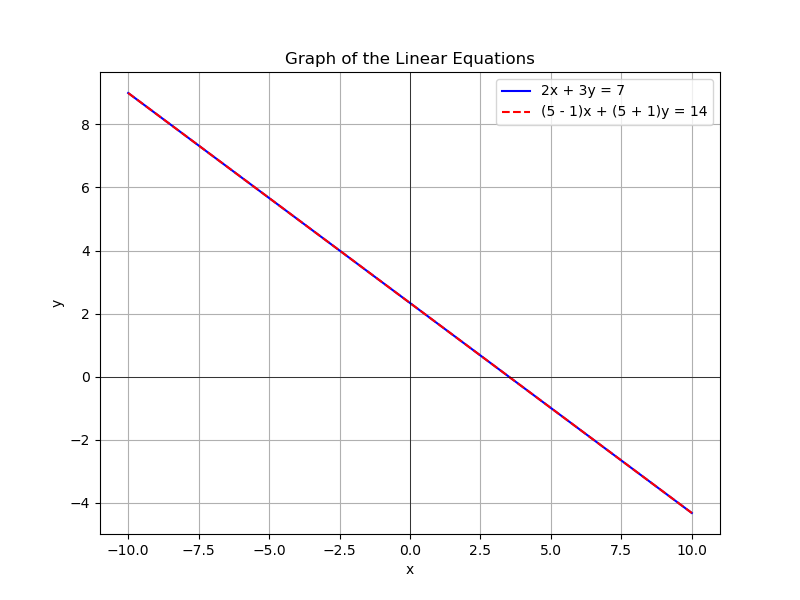 Graph of the Linear Equations
2x + 3y = 7
(5 - 1)x + (5 + 1)y = 14
8
6
4
2
0
−2
−4
y
−10.0 −7.5 −5.0 −2.5 0.0 2.5 5.0 7.5 10.0
x